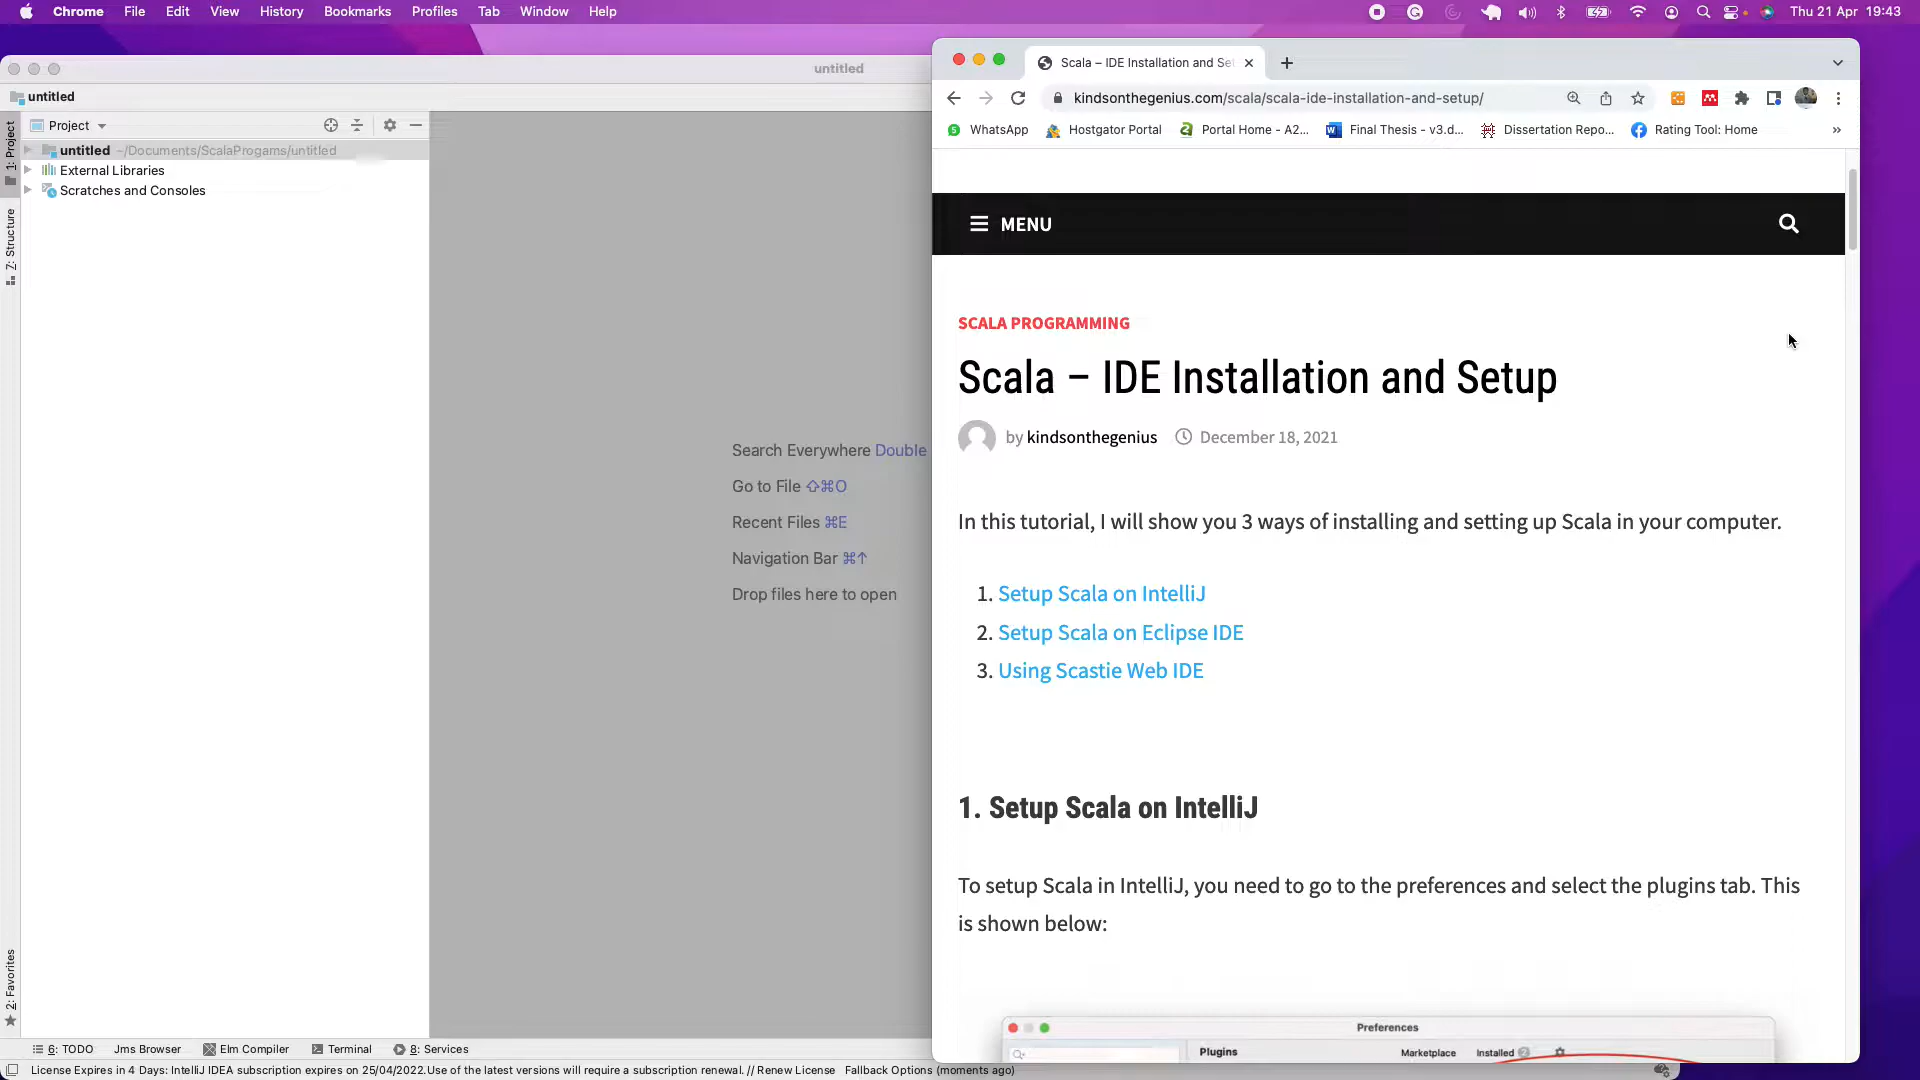 Chrome File Edit View History Bookmarks Profiles Tab Window Help
Thu 21 Apr 19:43
untitled
untitled
Project
untitled ~/Documents/ScalaProgams/untitled
External Libraries
Scratches and Consoles
1: Project
Z: Structure
2: Favorites
Search Everywhere Double
Go to File ⇧⌘O
Recent Files ⌘E
Navigation Bar ⌘↑
Drop files here to open
6: TODO Jms Browser Elm Compiler Terminal 8: Services
License Expires in 4 Days: IntelliJ IDEA subscription expires on 25/04/2022.Use of the latest versions will require a subscription renewal. // Renew License Fallback Options (moments ago)
Scala – IDE Installation and Se
kindsonthegenius.com/scala/scala-ide-installation-and-setup/
WhatsApp Hostgator Portal Portal Home - A2... Final Thesis - v3.d... Dissertation Repo... Rating Tool: Home »
MENU
SCALA PROGRAMMING
Scala – IDE Installation and Setup
by kindsonthegenius December 18, 2021
In this tutorial, I will show you 3 ways of installing and setting up Scala in your computer.
1. Setup Scala on IntelliJ
2. Setup Scala on Eclipse IDE
3. Using Scastie Web IDE
1. Setup Scala on IntelliJ
To setup Scala in IntelliJ, you need to go to the preferences and select the plugins tab. This
is shown below:
Preferences
Plugins Marketplace Installed 2